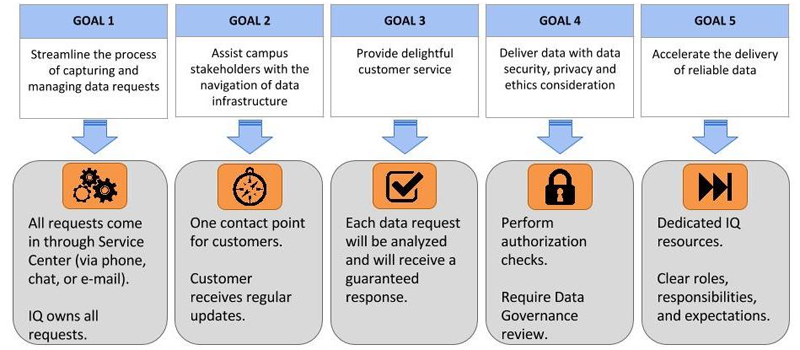 GOAL 1
Streamline the process
of capturing and
managing data requests
GOAL 2
Assist campus
stakeholders with the
navigation of data
infrastructure
GOAL 3
Provide delightful
customer service
GOAL 4
Deliver data with data
security, privacy and
ethics consideration
GOAL 5
Accelerate the delivery
of reliable data
All requests come
in through Service
Center (via phone,
chat, or e-mail).
IQ owns all
requests.
One contact point
for customers.
Customer
receives regular
updates.
Each data request
will be analyzed
and will receive a
guaranteed
response.
Perform
authorization
checks.
Require Data
Governance
review.
Dedicated IQ
resources.
Clear roles,
responsibilities,
and expectations.